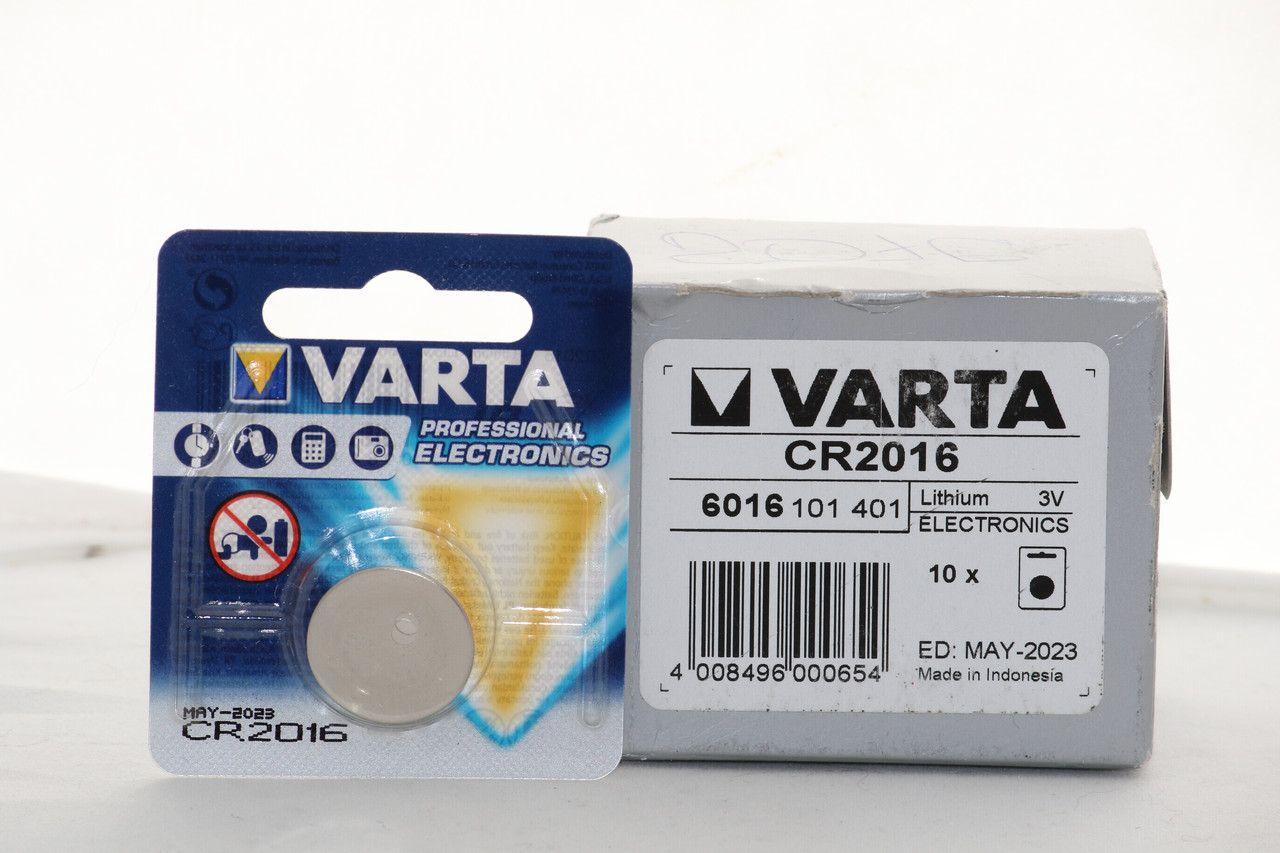 VARTA
PROFESSIONAL
ELECTRONICS
MAY-2023
CR2016
VARTA
CR2016
6016 101 401
Lithium 3V
ELECTRONICS
10 x
4 008496 000654
ED: MAY-2023
Made in Indonesia